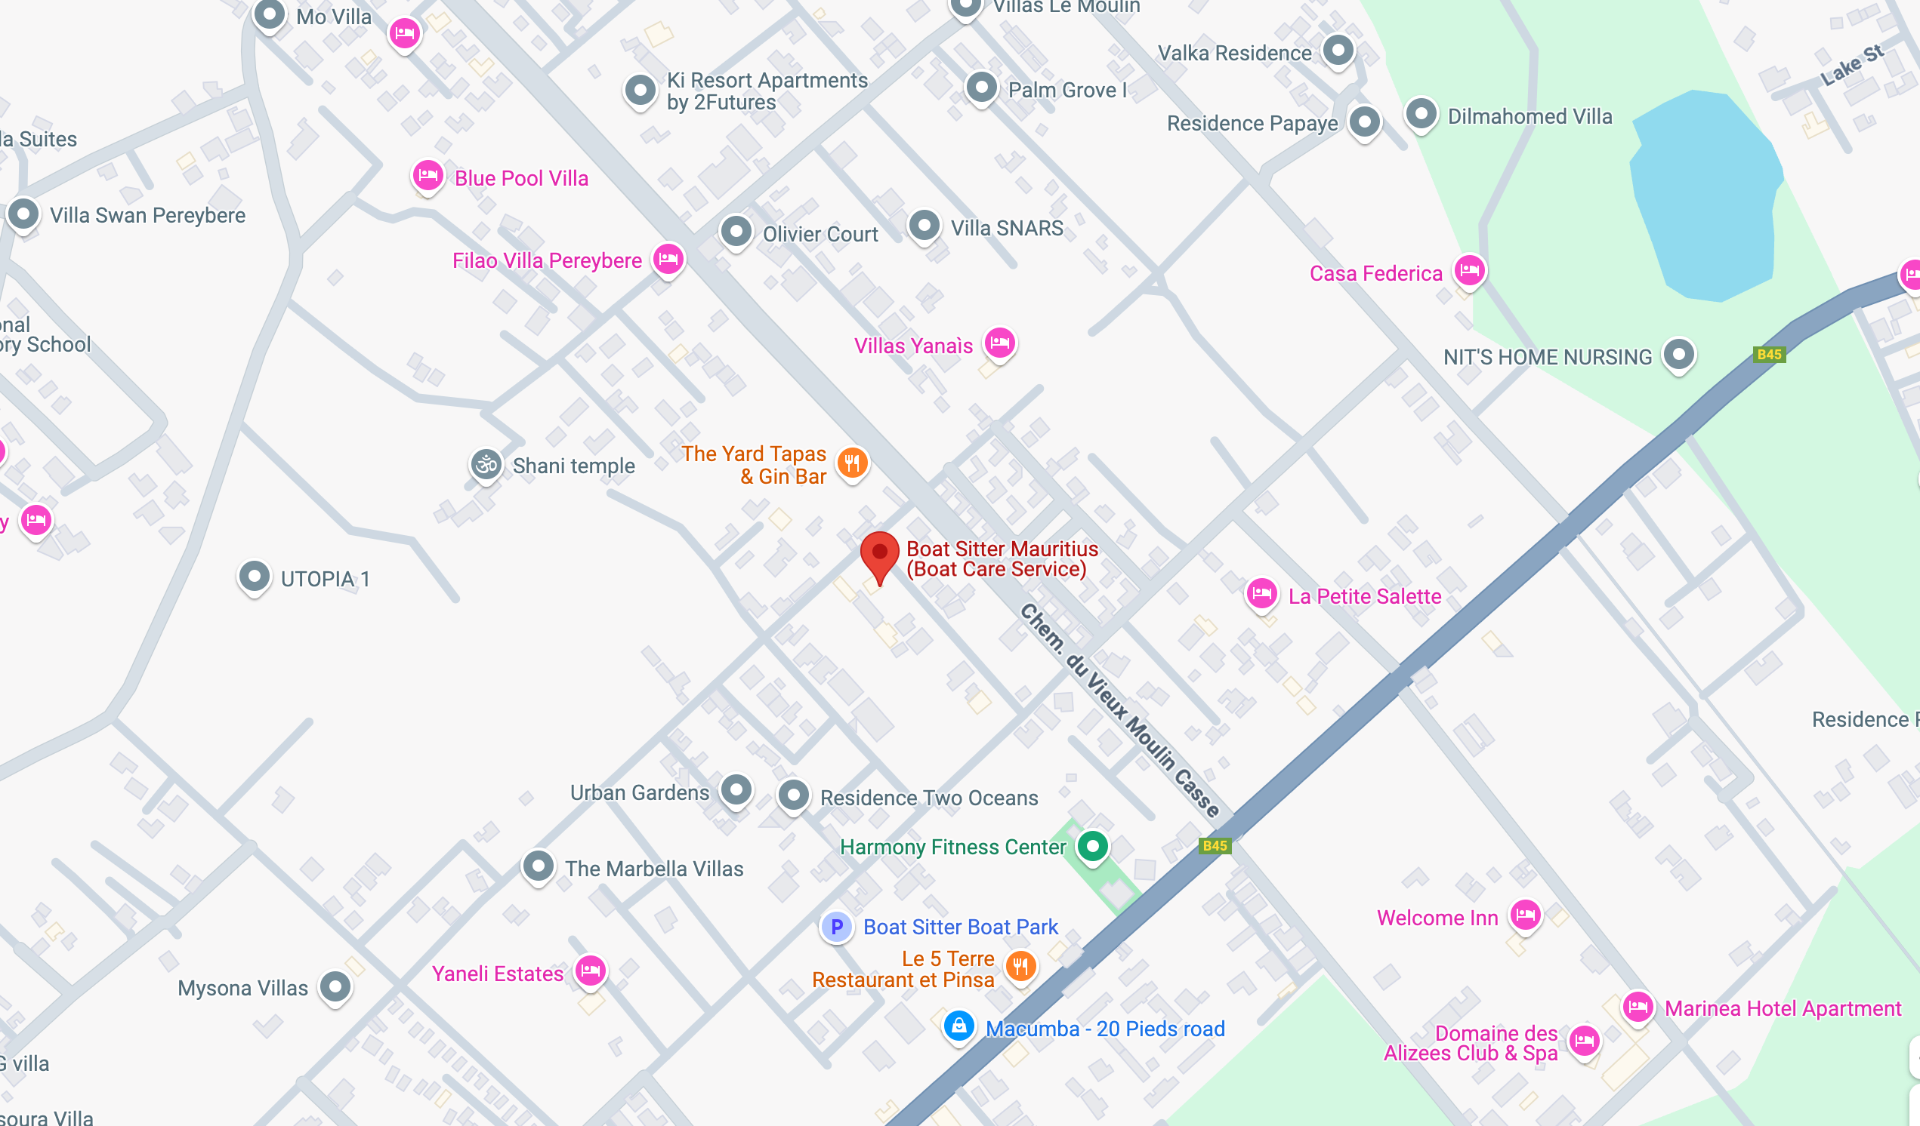 Mo Villa
Villas Le Moulin
Valka Residence
Lake St
Ki Resort Apartments
by 2Futures
Palm Grove I
Residence Papaye
Dilmahomed Villa
Suites
Blue Pool Villa
Villa Swan Pereybere
Olivier Court
Villa SNARS
Filao Villa Pereybere
Casa Federica
ory School
Villas Yanaìs
NIT'S HOME NURSING
B45
The Yard Tapas
& Gin Bar
Shani temple
y
Boat Sitter Mauritius
(Boat Care Service)
UTOPIA 1
La Petite Salette
Chem. du Vieux Moulin Casse
Residence
Urban Gardens
Residence Two Oceans
Harmony Fitness Center
B45
The Marbella Villas
Boat Sitter Boat Park
P
Welcome Inn
Le 5 Terre
Restaurant et Pinsa
Yaneli Estates
Mysona Villas
Macumba - 20 Pieds road
Marinea Hotel Apartment
Domaine des
Alizees Club & Spa
G villa
soura Villa